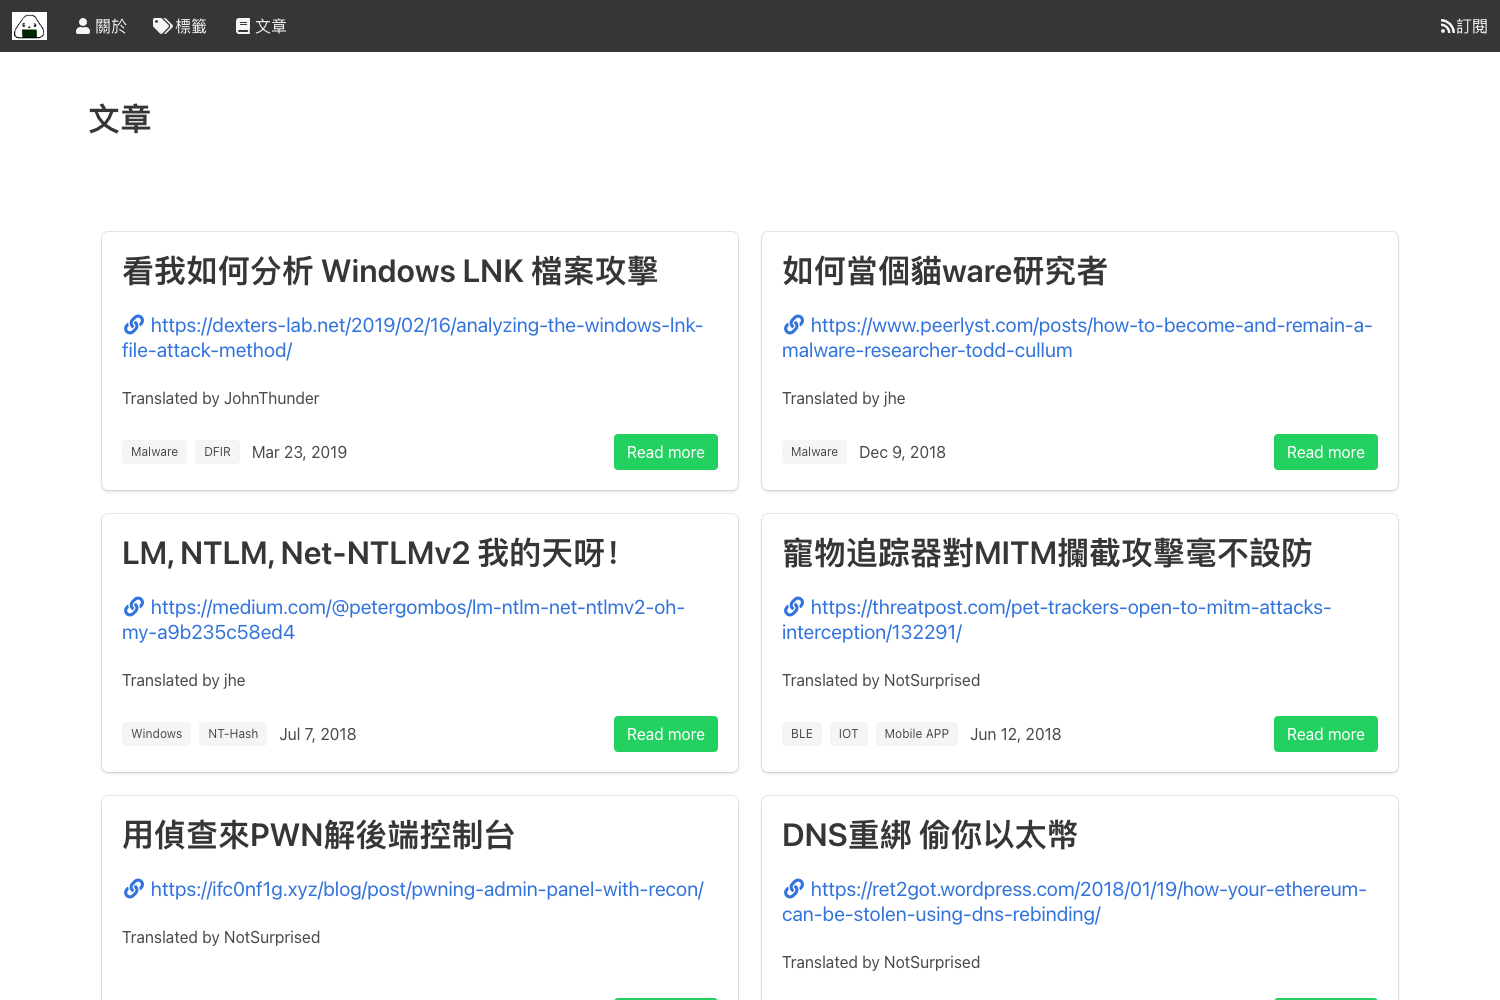 關於 標籤 文章 訂閱
文章
看我如何分析 Windows LNK 檔案攻擊
https://dexters-lab.net/2019/02/16/analyzing-the-windows-lnk-
file-attack-method/
Translated by JohnThunder
Malware DFIR Mar 23, 2019 Read more
如何當個貓ware研究者
https://www.peerlyst.com/posts/how-to-become-and-remain-a-
malware-researcher-todd-cullum
Translated by jhe
Malware Dec 9, 2018 Read more
LM, NTLM, Net-NTLMv2 我的天呀!
https://medium.com/@petergombos/lm-ntlm-net-ntlmv2-oh-
my-a9b235c58ed4
Translated by jhe
Windows NT-Hash Jul 7, 2018 Read more
寵物追踪器對MITM攔截攻擊毫不設防
https://threatpost.com/pet-trackers-open-to-mitm-attacks-
interception/132291/
Translated by NotSurprised
BLE IOT Mobile APP Jun 12, 2018 Read more
用偵查來PWN解後端控制台
https://ifc0nf1g.xyz/blog/post/pwning-admin-panel-with-recon/
Translated by NotSurprised
DNS重綁 偷你以太幣
https://ret2got.wordpress.com/2018/01/19/how-your-ethereum-
can-be-stolen-using-dns-rebinding/
Translated by NotSurprised